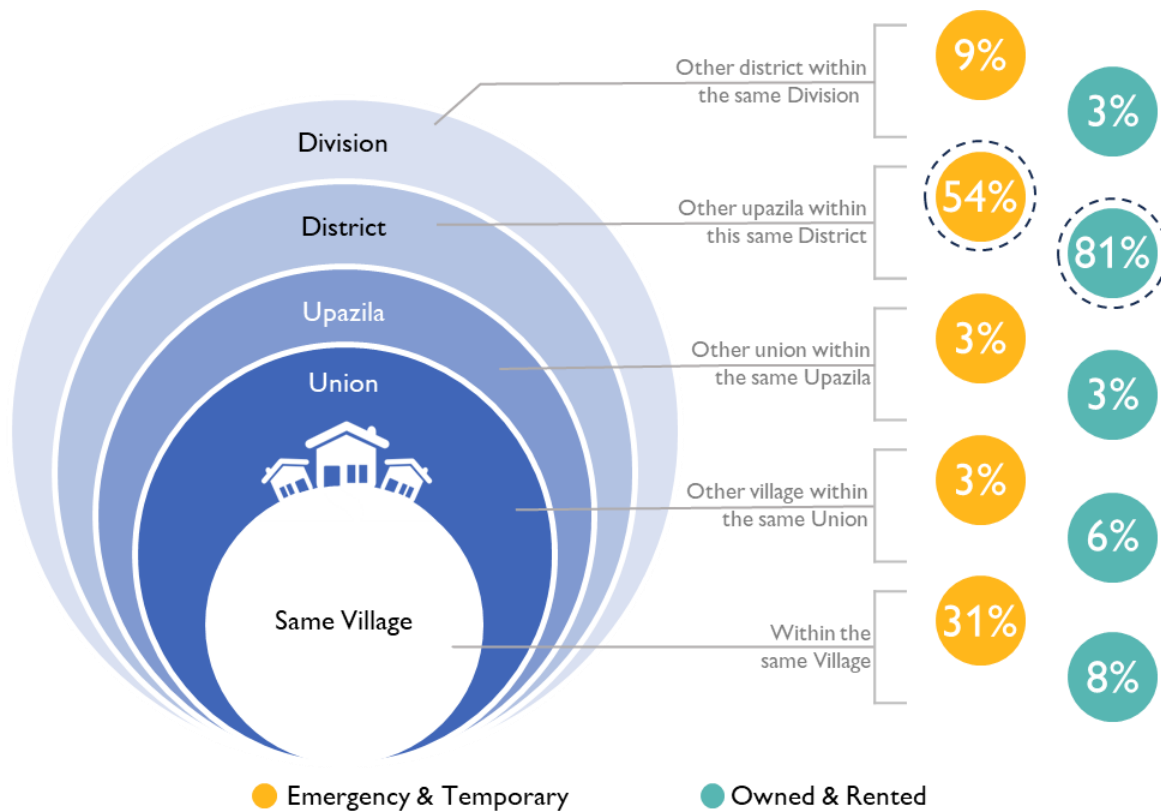 Division
District
Upazila
Union
Same Village
Other district within
the same Division
9%
3%
Other upazila within
this same District
54%
81%
Other union within
the same Upazila
3%
3%
Other village within
the same Union
3%
6%
Within the
same Village
31%
8%
Emergency & Temporary
Owned & Rented